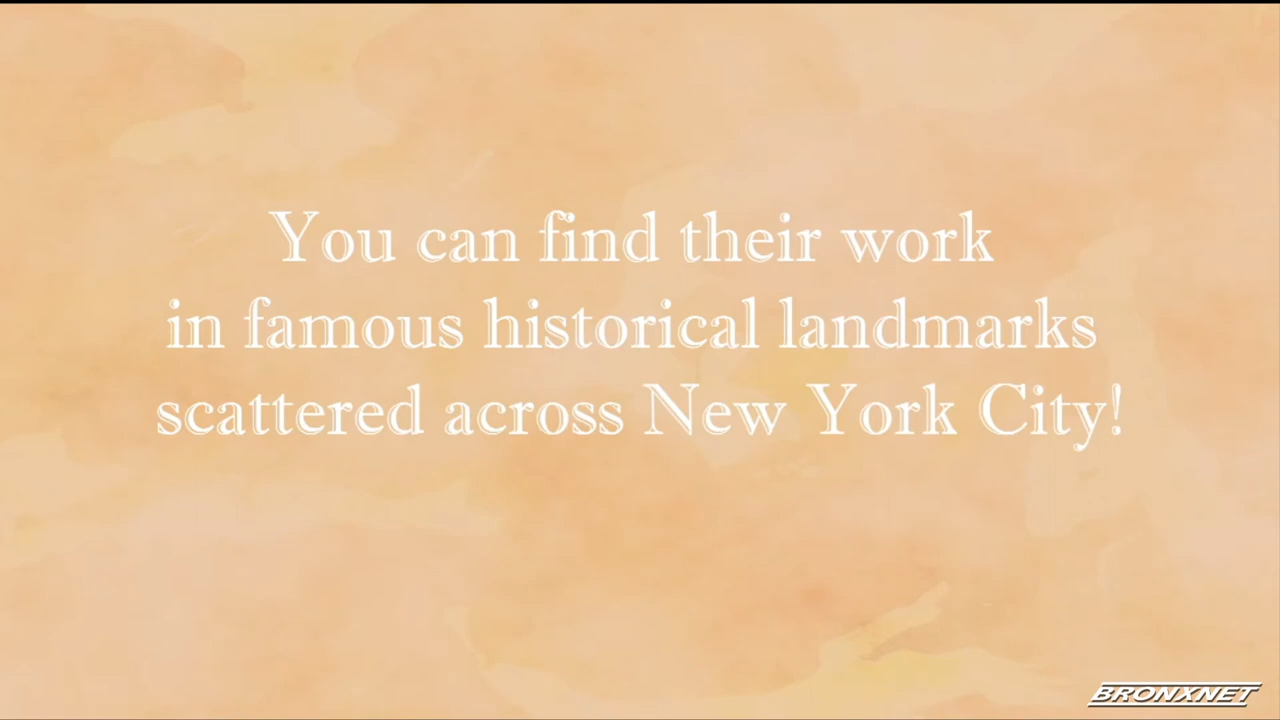 You can find their work
in famous historical landmarks
scattered across New York City!
BRONXNET